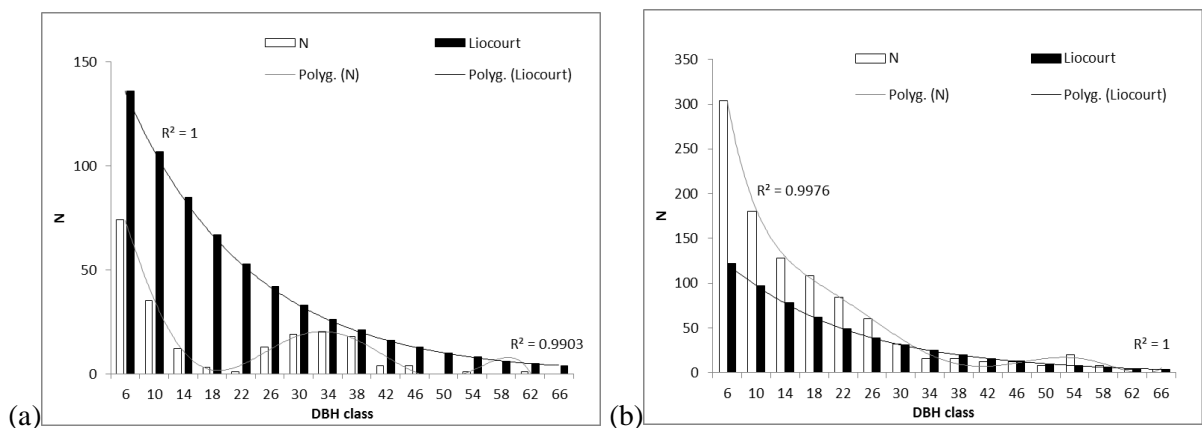 N Liocourt
Polyg. (N) Polyg. (Liocourt)
150
R² = 1
100
N
50
R² = 0.9903
0
6 10 14 18 22 26 30 34 38 42 46 50 54 58 62 66
DBH class
(a)
N Liocourt
350
Polyg. (N) Polyg. (Liocourt)
300
250
200
R² = 0.9976
N
150
100
50
R² = 1
0
6 10 14 18 22 26 30 34 38 42 46 50 54 58 62 66
DBH class
(b)